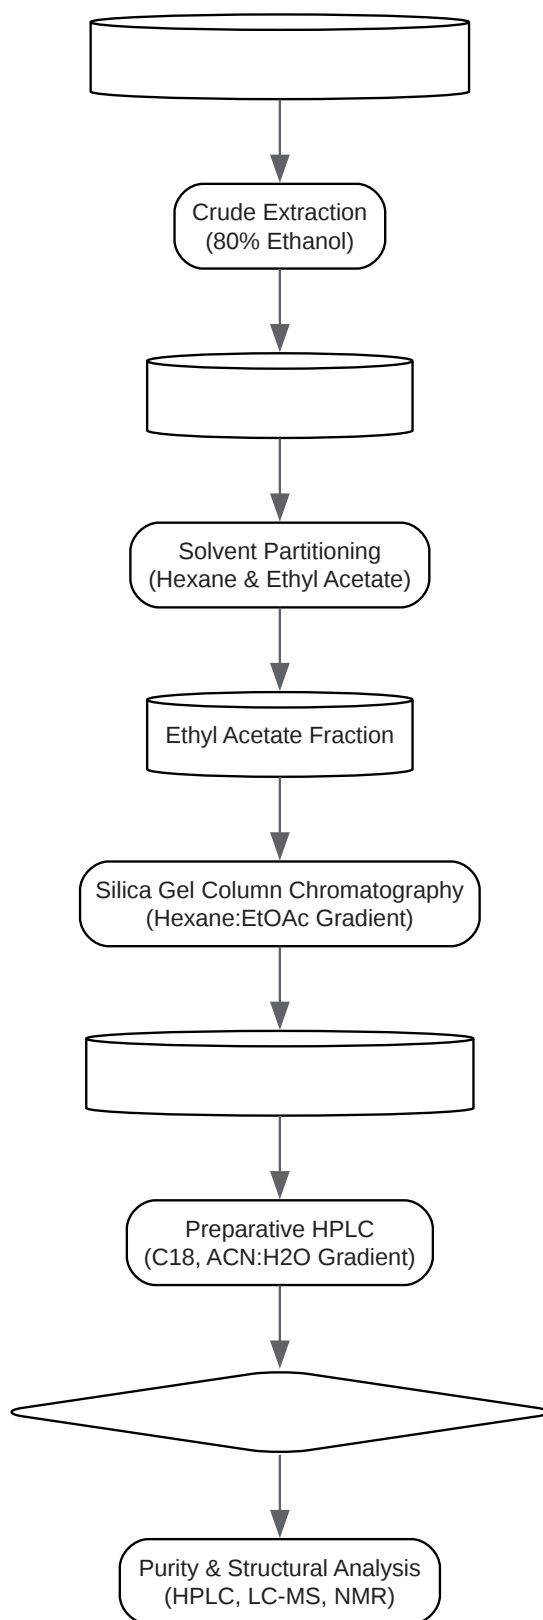 Crude Extraction
(80% Ethanol)
Solvent Partitioning
(Hexane & Ethyl Acetate)
Ethyl Acetate Fraction
Silica Gel Column Chromatography
(Hexane:EtOAc Gradient)
Preparative HPLC
(C18, ACN:H2O Gradient)
Purity & Structural Analysis
(HPLC, LC-MS, NMR)